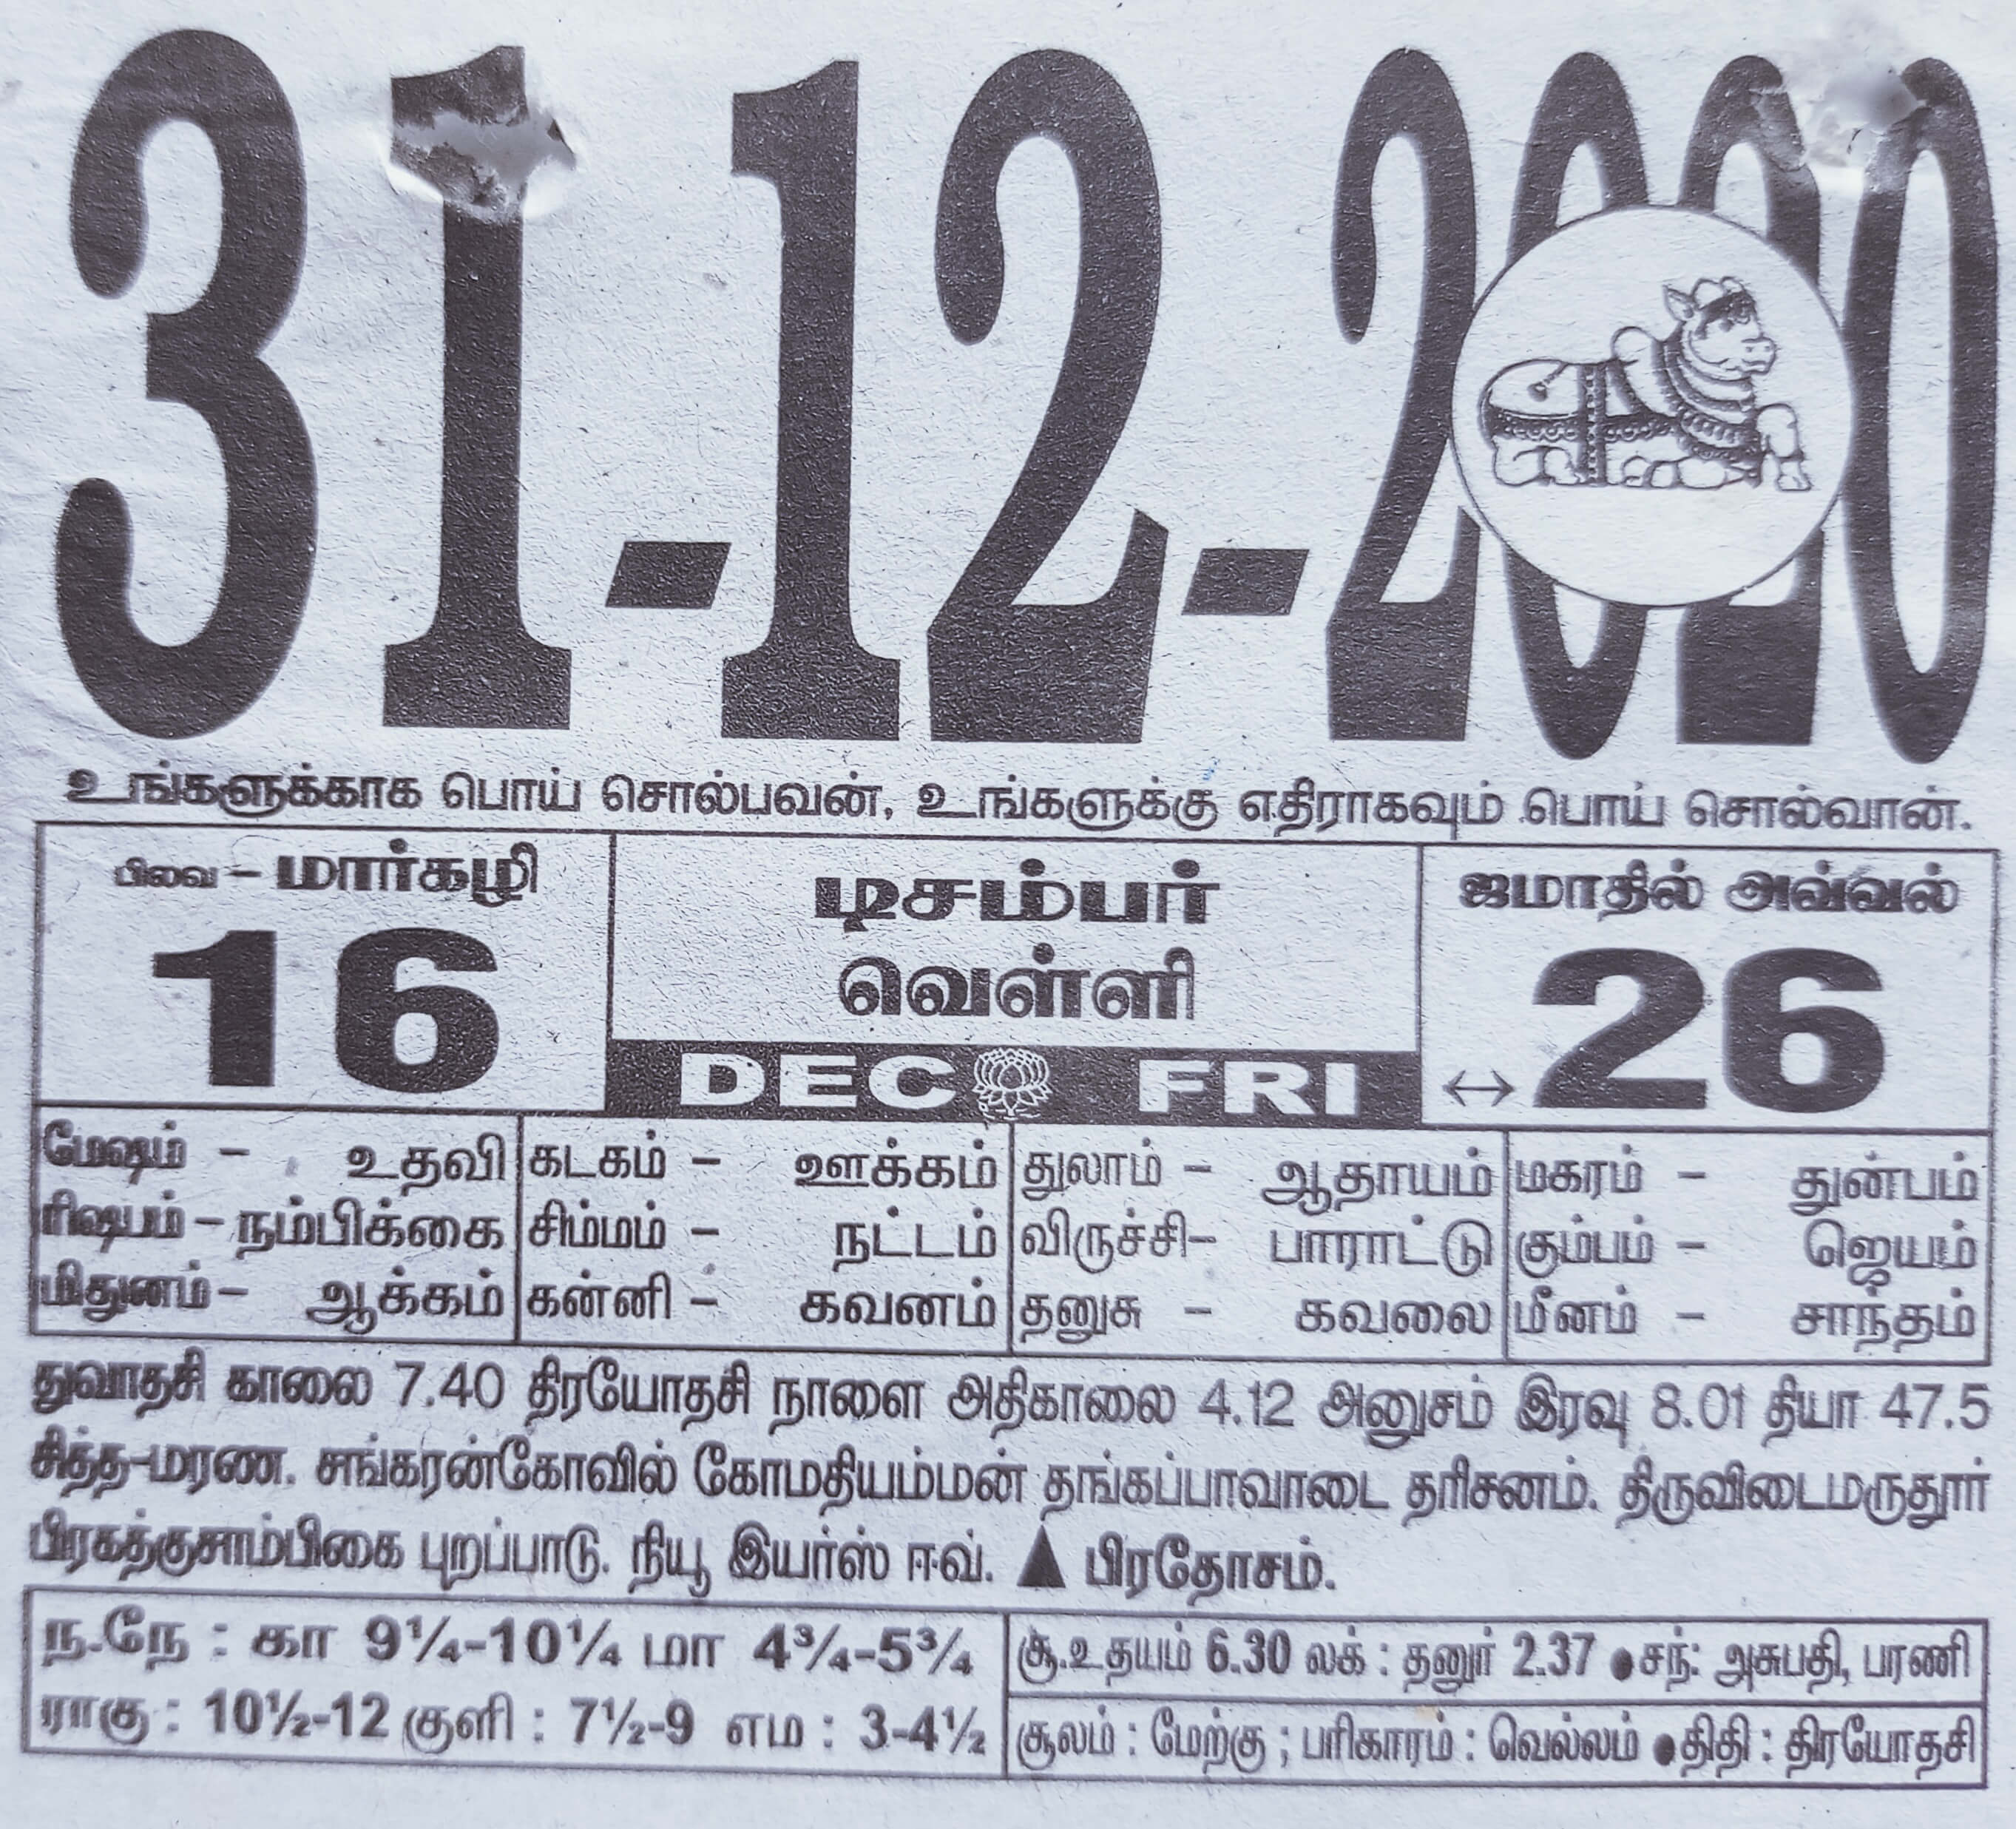 31-12-2020
உங்களுக்காக பொய் சொல்பவன், உங்களுக்கு எதிராகவும் பொய் சொல்வான்.
பிலவ – மார்கழி
16
டிசம்பர்
வெள்ளி
DEC FRI
ஜமாதில் அவ்வல்
↔26
மேஷம் – உதவி
ரிஷபம் – நம்பிக்கை
மிதுனம் – ஆக்கம்
கடகம் – ஊக்கம்
சிம்மம் – நட்டம்
கன்னி – கவனம்
துலாம் – ஆதாயம்
விருச்சி– பாராட்டு
தனுசு – கவலை
மகரம் – துன்பம்
கும்பம் – ஜெயம்
மீனம் – சாந்தம்
துவாதசி காலை 7.40 திரயோதசி நாளை அதிகாலை 4.12 அனுசம் இரவு 8.01 தியா 47.5
சித்த-மரண. சங்கரன்கோவில் கோமதியம்மன் தங்கப்பாவாடை தரிசனம். திருவிடைமருதூர்
பிரகத்குசாம்பிகை புறப்பாடு. நியூ இயர்ஸ் ஈவ். ▲ பிரதோசம்.
ந.நே : கா 9¼-10¼ மா 4¾-5¾
ராகு : 10½-12 குளி : 7½-9 எம : 3-4½
சூ.உதயம் 6.30 லக் : தனுர் 2.37 ●சந்: அசுபதி, பரணி
சூலம் : மேற்கு ; பரிகாரம் : வெல்லம் ●திதி : திரயோதசி